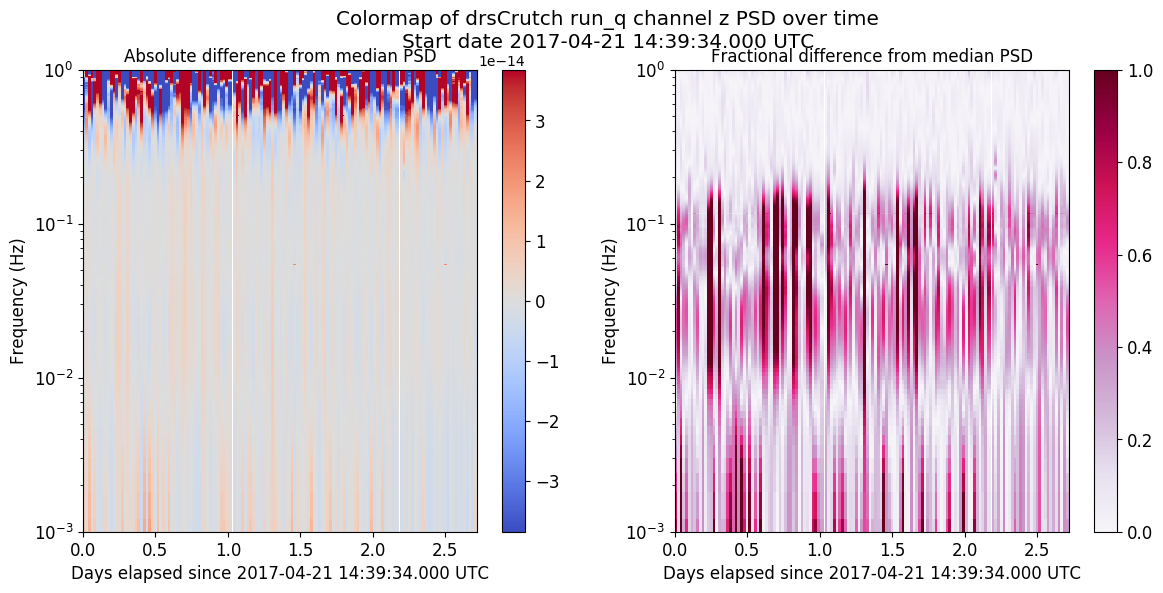 Colormap of drsCrutch run_q channel z PSD over time
Start date 2017-04-21 14:39:34.000 UTC
Absolute difference from median PSD
1e−14
10⁰
10⁻¹
10⁻²
10⁻³
Frequency (Hz)
0.0 0.5 1.0 1.5 2.0 2.5
Days elapsed since 2017-04-21 14:39:34.000 UTC
3
2
1
0
−1
−2
−3
Fractional difference from median PSD
10⁰
10⁻¹
10⁻²
10⁻³
Frequency (Hz)
0.0 0.5 1.0 1.5 2.0 2.5
Days elapsed since 2017-04-21 14:39:34.000 UTC
1.0
0.8
0.6
0.4
0.2
0.0